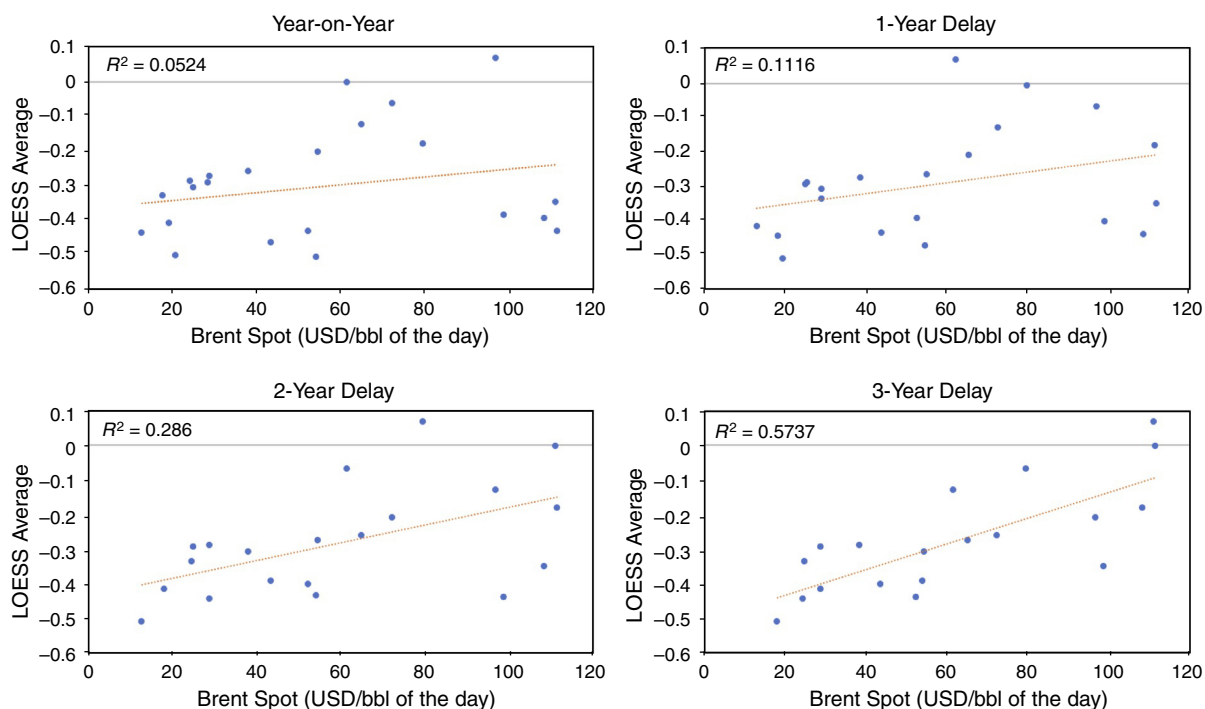 Year-on-Year
R² = 0.0524
0.1
0
–0.1
–0.2
–0.3
–0.4
–0.5
–0.6
LOESS Average
0 20 40 60 80 100 120
Brent Spot (USD/bbl of the day)
1-Year Delay
R² = 0.1116
0.1
0
–0.1
–0.2
–0.3
–0.4
–0.5
–0.6
LOESS Average
0 20 40 60 80 100 120
Brent Spot (USD/bbl of the day)
2-Year Delay
R² = 0.286
0.1
0
–0.1
–0.2
–0.3
–0.4
–0.5
–0.6
LOESS Average
0 20 40 60 80 100 120
Brent Spot (USD/bbl of the day)
3-Year Delay
R² = 0.5737
0.1
0
–0.1
–0.2
–0.3
–0.4
–0.5
–0.6
LOESS Average
0 20 40 60 80 100 120
Brent Spot (USD/bbl of the day)